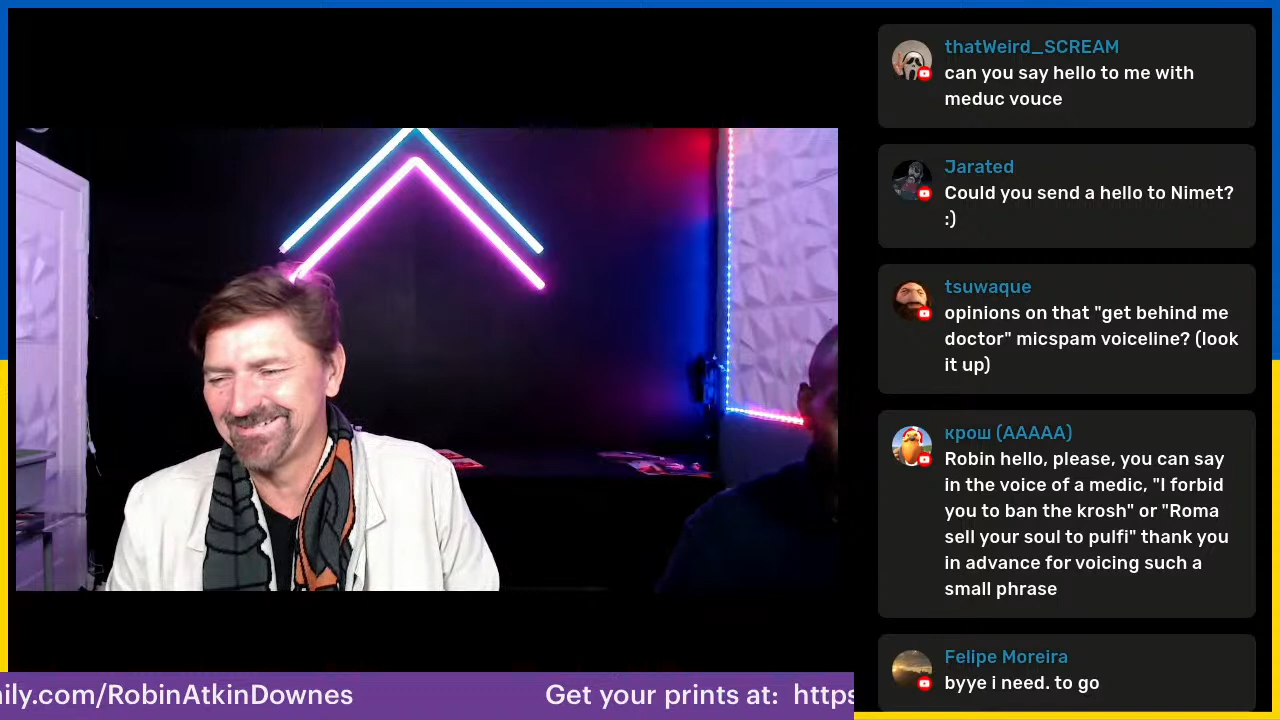 thatWeird_SCREAM
can you say hello to me with
meduc vouce
Jarated
Could you send a hello to Nimet?
:)
tsuwaque
opinions on that "get behind me
doctor" micspam voiceline? (look
it up)
крош (AAAAA)
Robin hello, please, you can say
in the voice of a medic, "I forbid
you to ban the krosh" or "Roma
sell your soul to pulfi" thank you
in advance for voicing such a
small phrase
Felipe Moreira
byye i need. to go
ily.com/RobinAtkinDownes Get your prints at: https